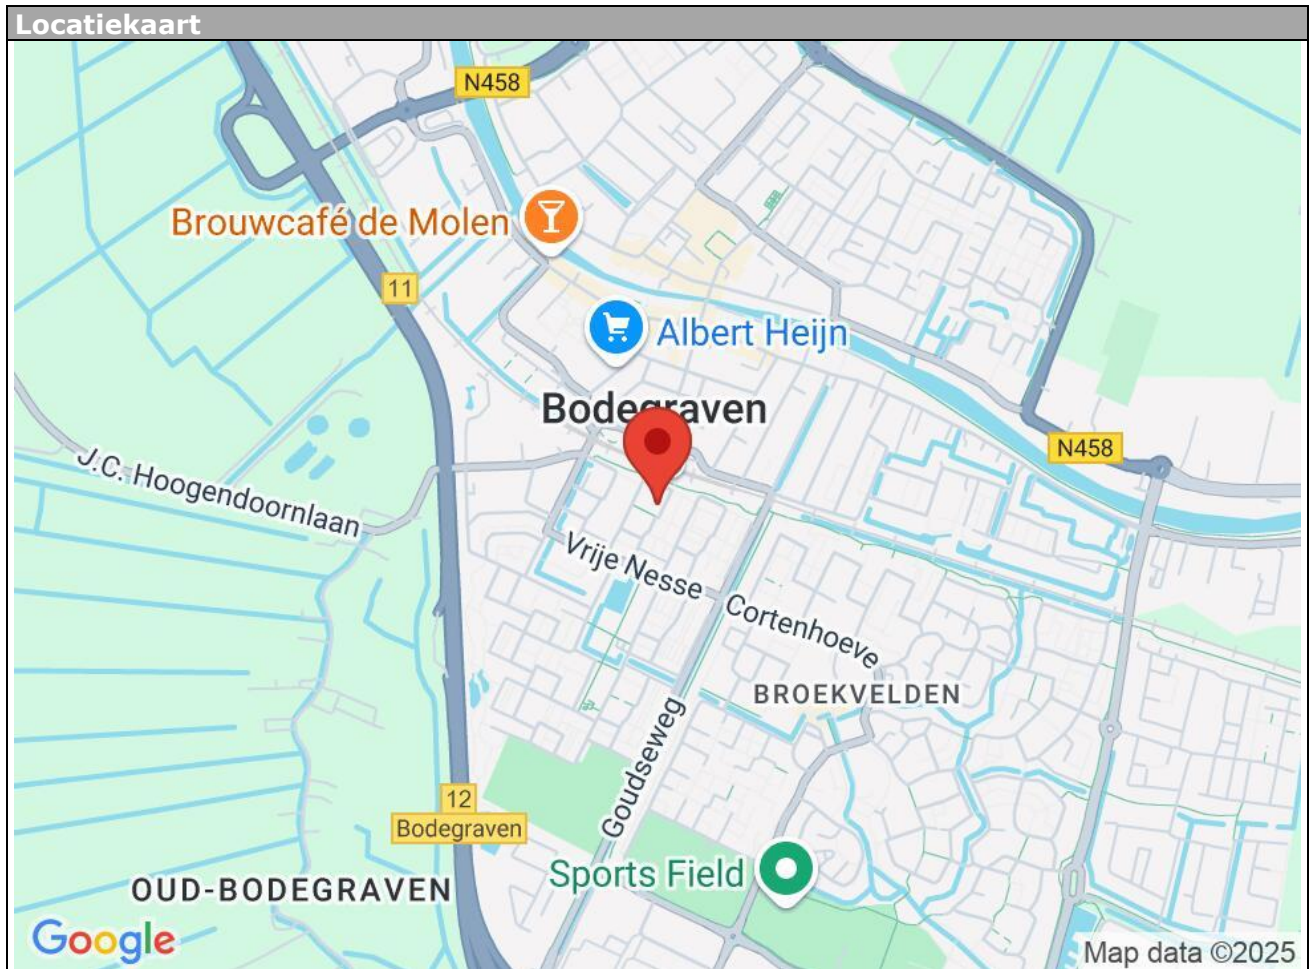 Locatiekaart
N458
Brouwcafé de Molen
11
Albert Heijn
Bodegraven
N458
J.C. Hoogendoornlaan
Vrije Nesse
Cortenhoeve
BROEKVELDEN
Goudseweg
12
Bodegraven
Sports Field
OUD-BODEGRAVEN
Google
Map data ©2025